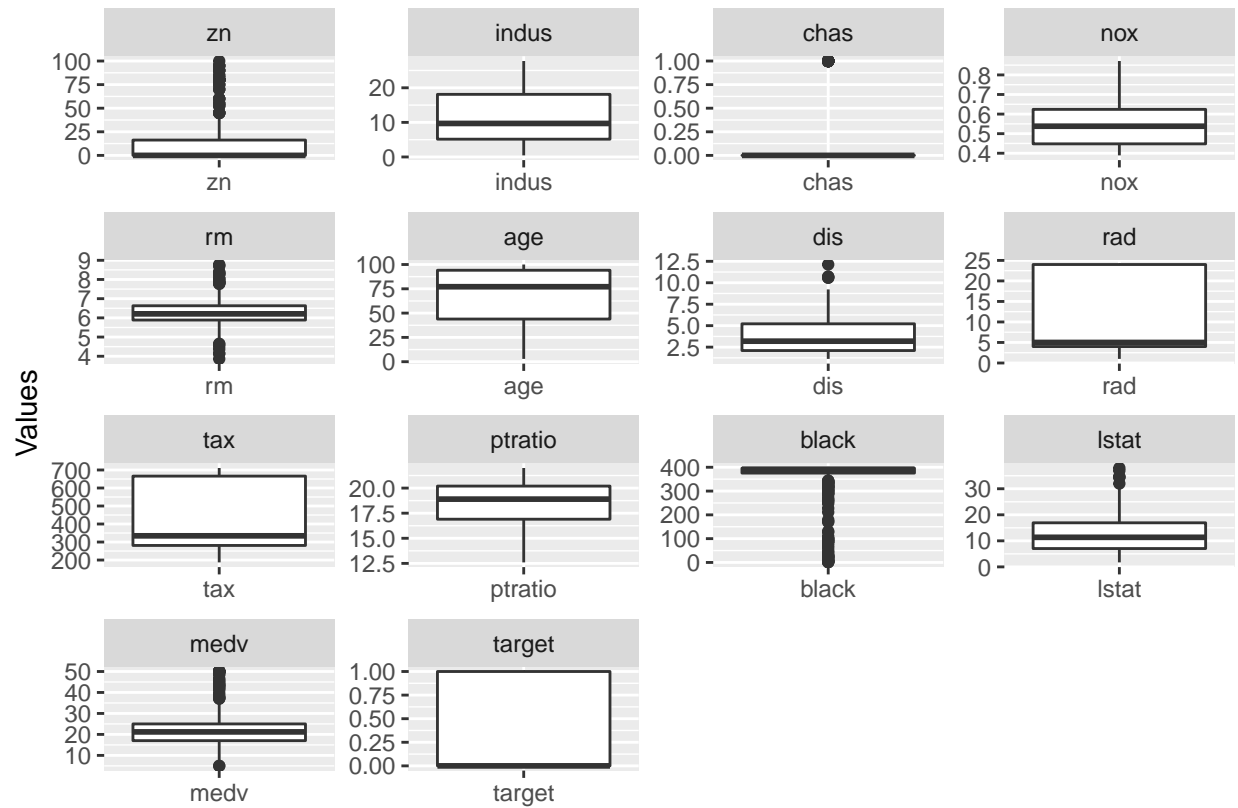 zn indus chas nox
100 20 1.00 0.8
75 10 0.75 0.7
50 0 0.50 0.6
25 0.25 0.5
0 0.00 0.4
zn indus chas nox
rm age dis rad
9 100 12.5 25
8 75 10.0 20
7 50 7.5 15
6 25 5.0 10
5 0 2.5 5
4 0
rm age dis rad
Values
tax ptratio black lstat
700 20.0 400 30
600 17.5 300 20
500 15.0 200 10
400 12.5 100 0
300 0
200
tax ptratio black lstat
medv target
50 1.00
40 0.75
30 0.50
20 0.25
10 0.00
medv target